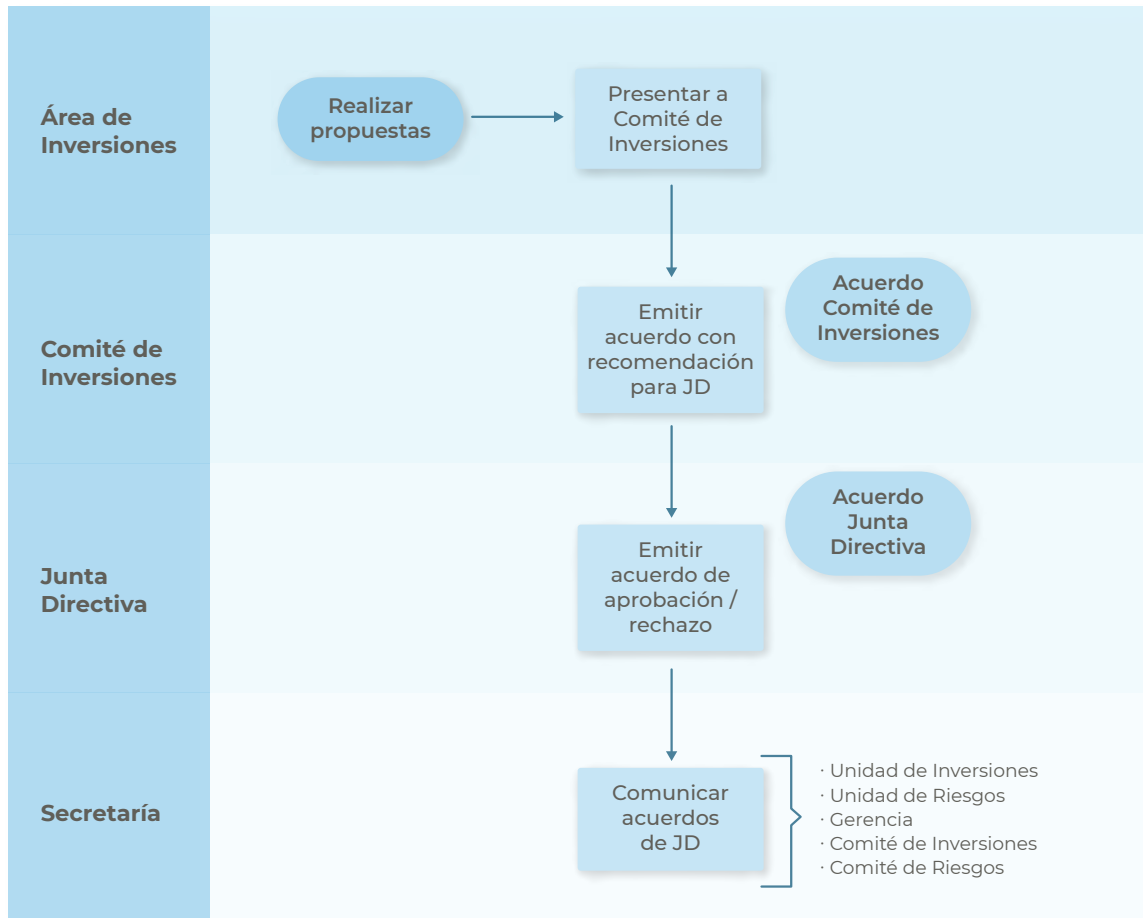 Área de
Inversiones
Realizar
propuestas
Presentar a
Comité de
Inversiones
Comité de
Inversiones
Emitir
acuerdo con
recomendación
para JD
Acuerdo
Comité de
Inversiones
Junta
Directiva
Emitir
acuerdo de
aprobación /
rechazo
Acuerdo
Junta
Directiva
Secretaría
Comunicar
acuerdos
de JD
· Unidad de Inversiones
· Unidad de Riesgos
· Gerencia
· Comité de Inversiones
· Comité de Riesgos